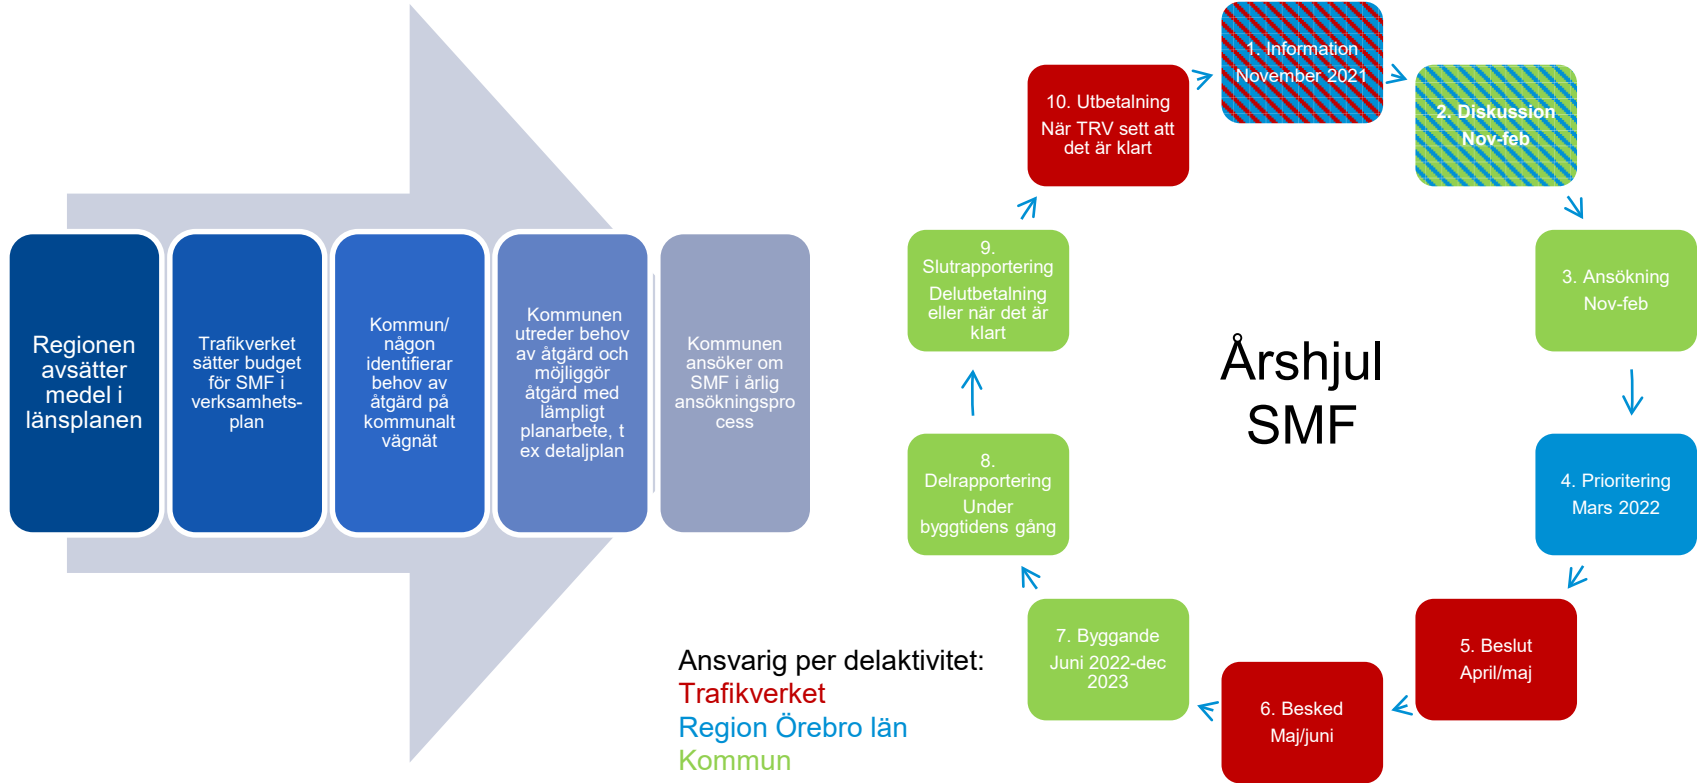 Regionen
avsätter
medel i
länsplanen
Trafikverket
sätter budget
för SMF i
verksamhets-
plan
Kommun/
någon
identifierar
behov av
åtgärd på
kommunalt
vägnät
Kommunen
utreder behov
av åtgärd och
möjliggör
åtgärd med
lämpligt
planarbete, t
ex detaljplan
Kommunen
ansöker om
SMF i årlig
ansökningspro
cess
Årshjul
SMF
1. Information
November 2021
2. Diskussion
Nov-feb
3. Ansökning
Nov-feb
4. Prioritering
Mars 2022
5. Beslut
April/maj
6. Besked
Maj/juni
7. Byggande
Juni 2022-dec
2023
8.
Delrapportering
Under
byggtidens gång
9.
Slutrapportering
Delutbetalning
eller när det är
klart
10. Utbetalning
När TRV sett att
det är klart
Ansvarig per delaktivitet:
Trafikverket
Region Örebro län
Kommun